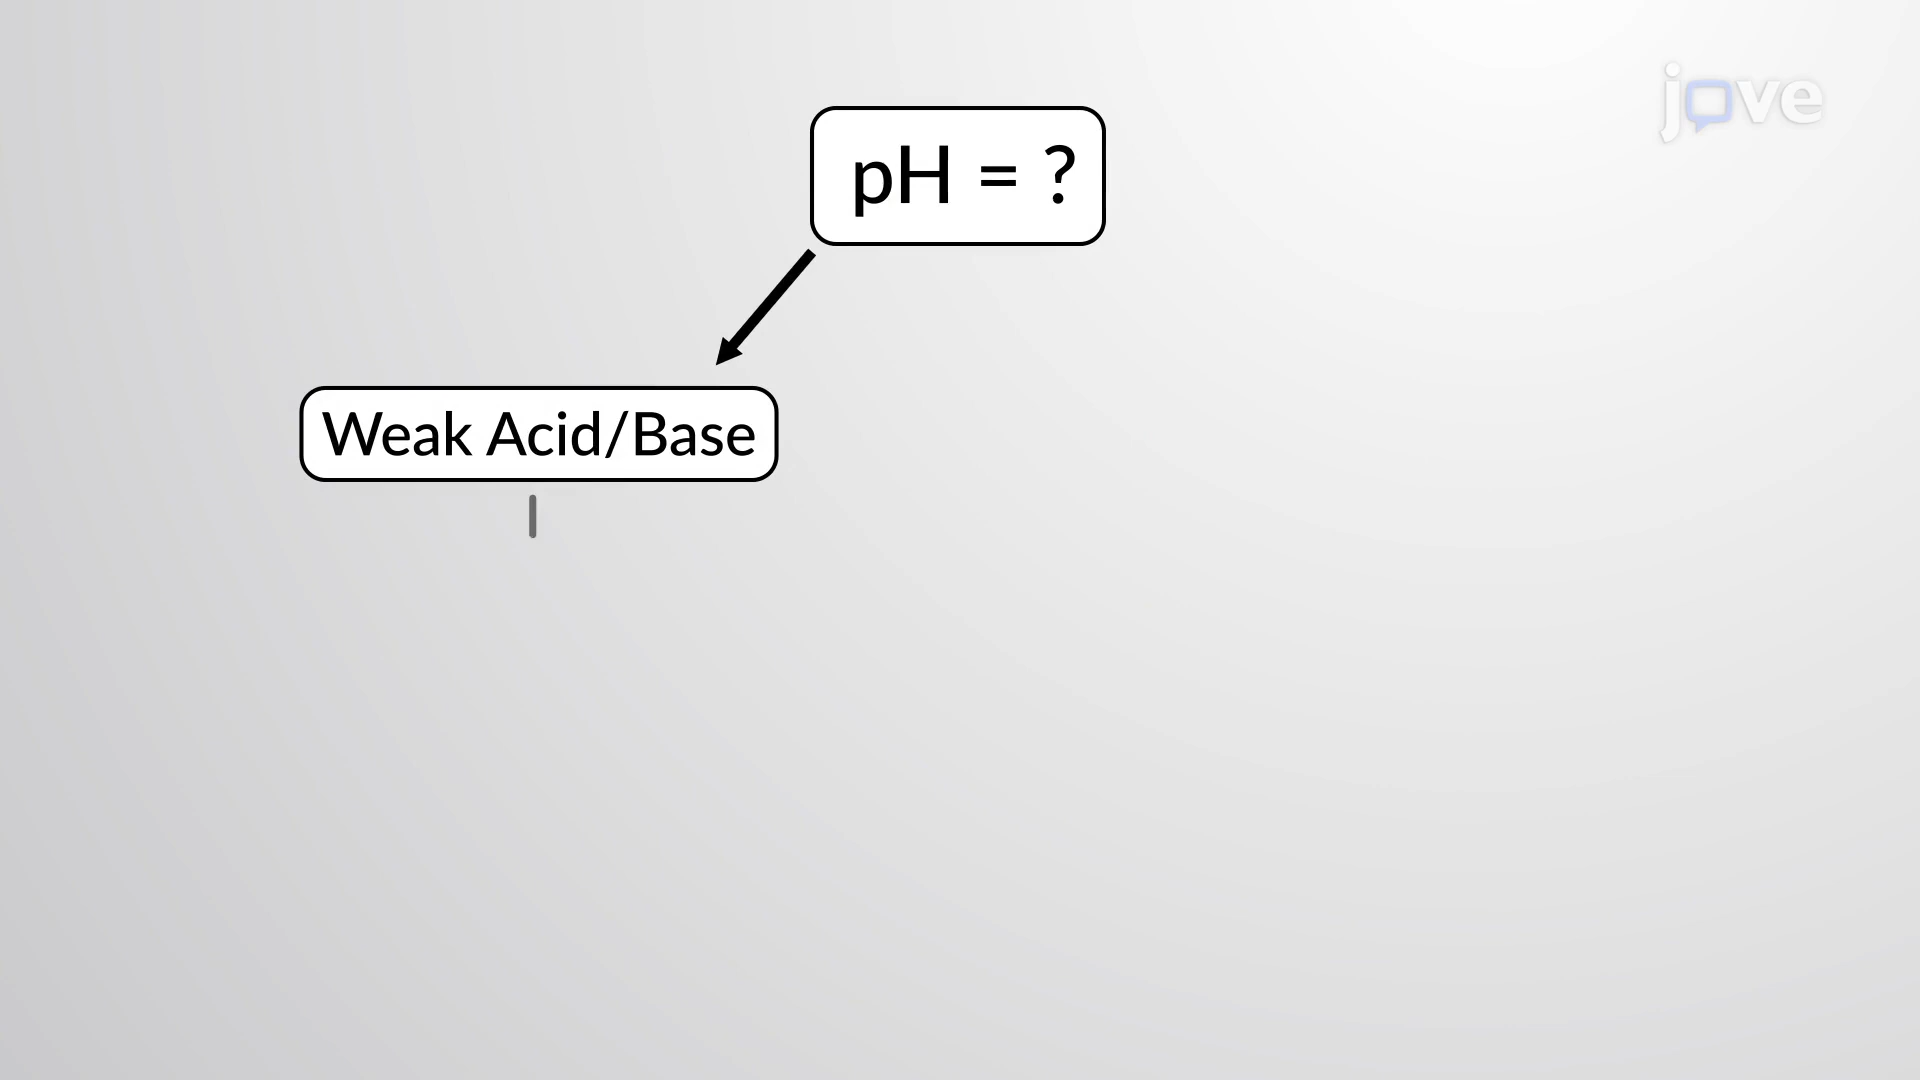 jove
pH = ?
Weak Acid/Base